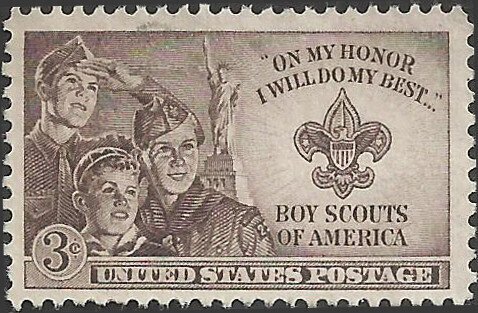 "ON MY HONOR
I WILL DO MY BEST..."
BOY SCOUTS
OF AMERICA
3¢
UNITED STATES POSTAGE